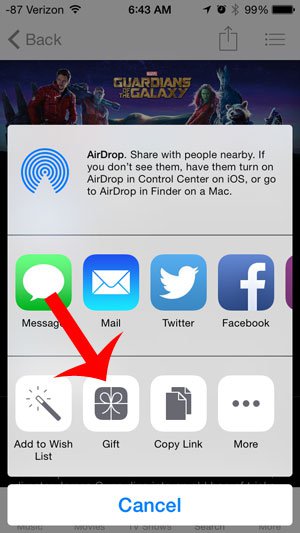 -87 Verizon 6:43 AM 99%
Back
MARVEL
GUARDIANS
OF THE
GALAXY
AirDrop. Share with people nearby. If
you don't see them, have them turn on
AirDrop in Control Center on iOS, or go
to AirDrop in Finder on a Mac.
Message Mail Twitter Facebook
Add to Wish
List
Gift Copy Link More
Cancel
Music Movies TV Shows Search More